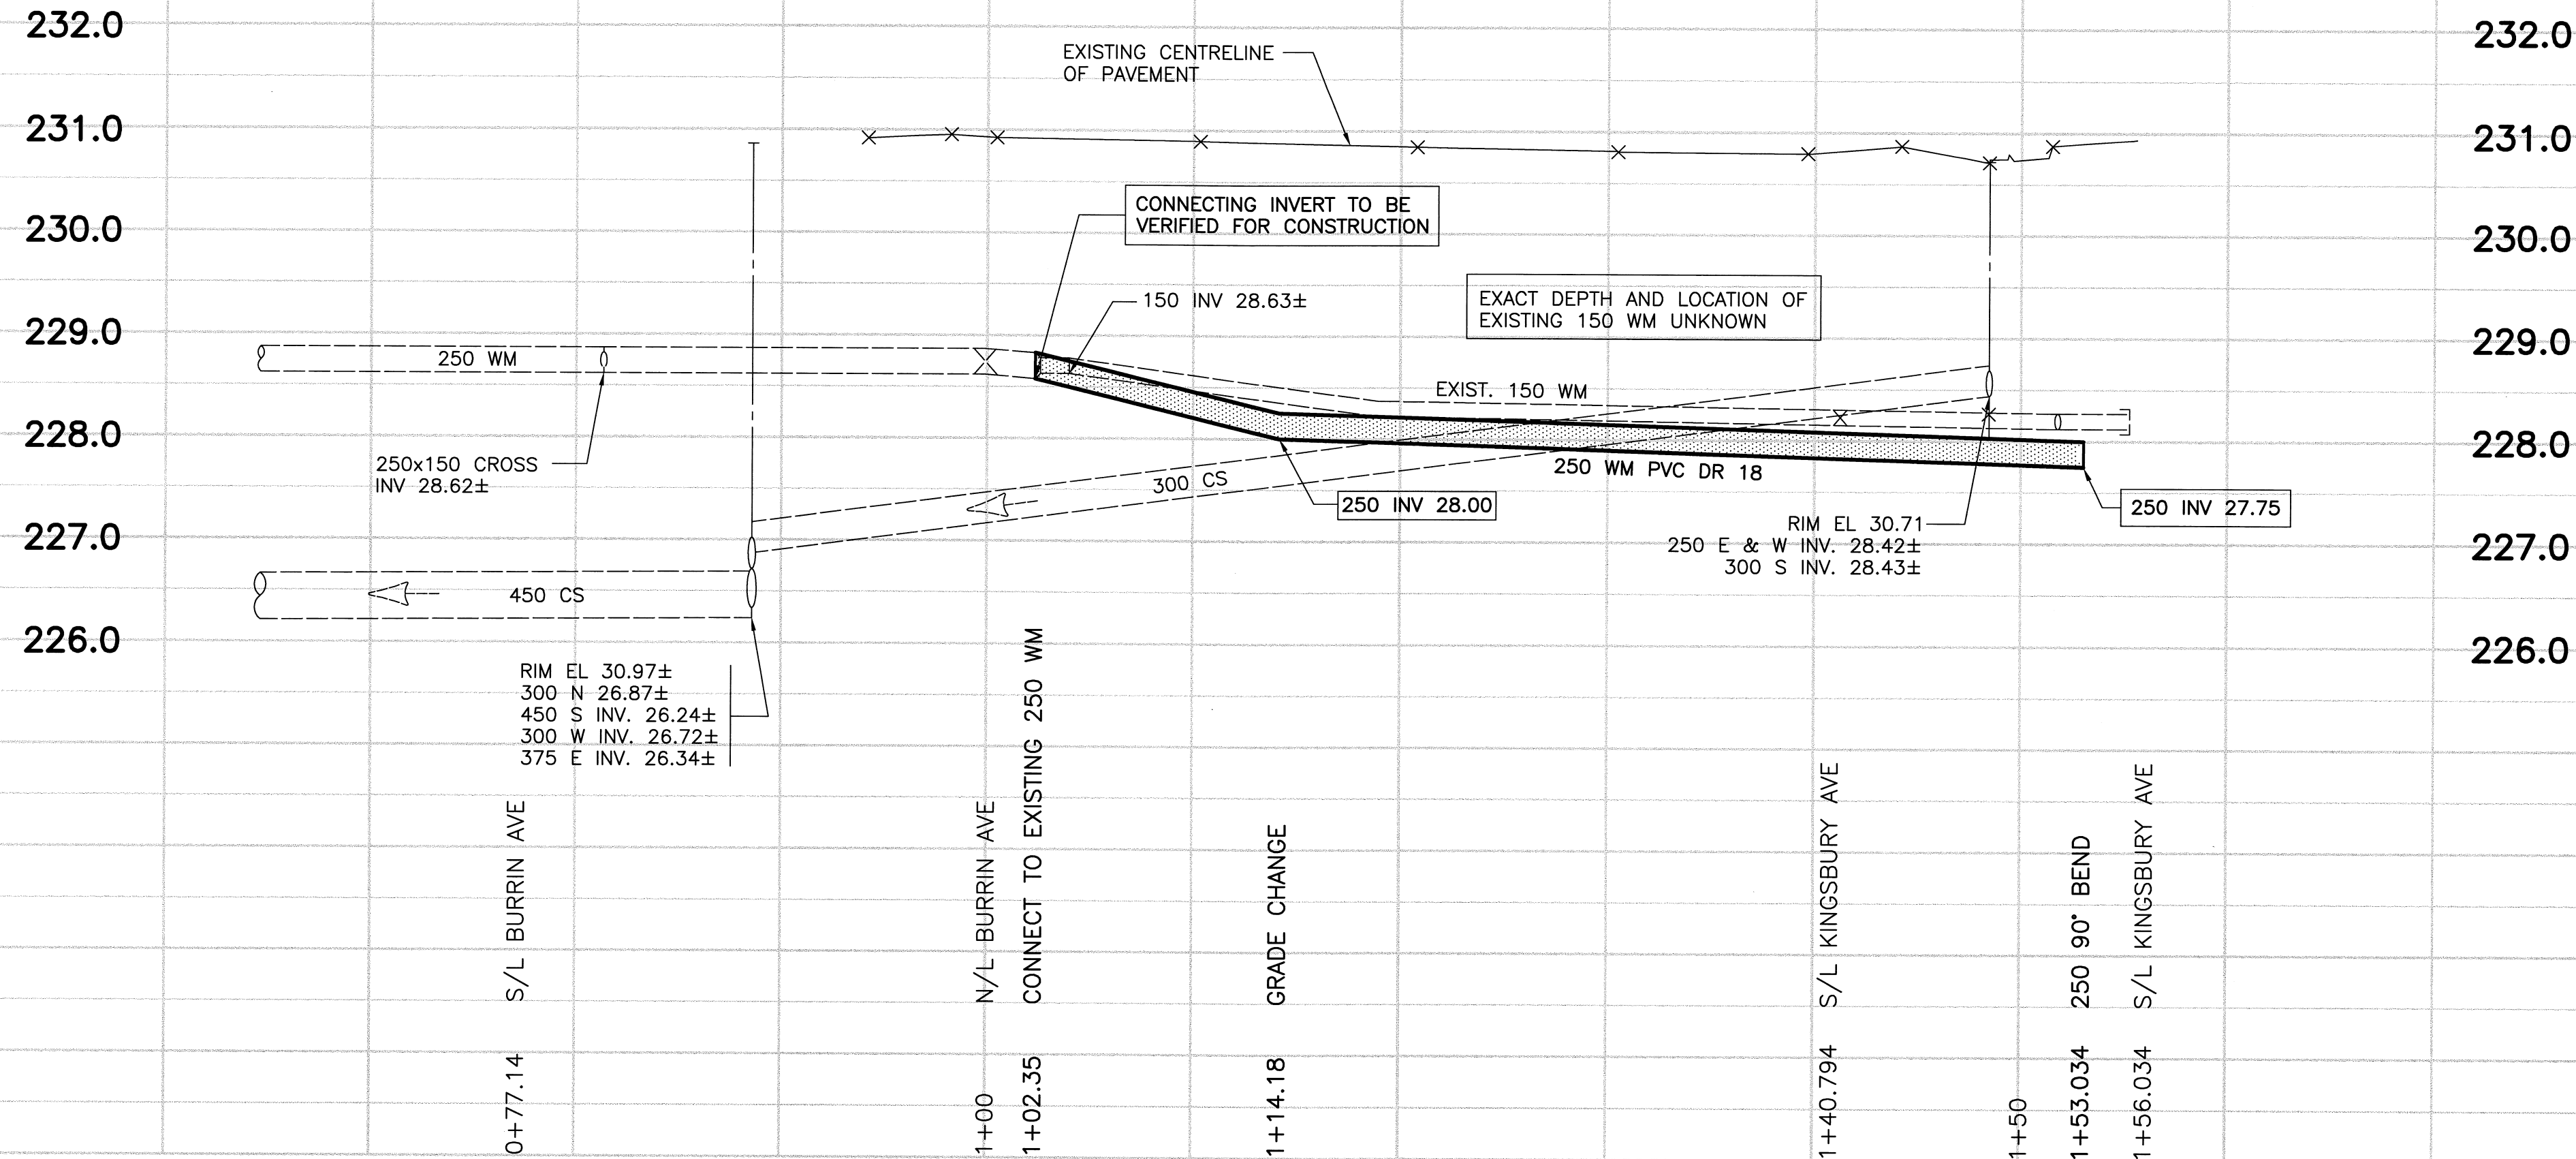 232.0
232.0
EXISTING CENTRELINE
OF PAVEMENT
231.0
231.0
CONNECTING INVERT TO BE
VERIFIED FOR CONSTRUCTION
230.0
230.0
150 INV 28.63±
EXACT DEPTH AND LOCATION OF
EXISTING 150 WM UNKNOWN
229.0
229.0
250 WM
EXIST. 150 WM
228.0
228.0
250x150 CROSS
INV 28.62±
300 CS
250 WM PVC DR 18
250 INV 28.00
250 INV 27.75
RIM EL 30.71
250 E & W INV. 28.42±
300 S INV. 28.43±
227.0
227.0
450 CS
226.0
226.0
RIM EL 30.97±
300 N 26.87±
450 S INV. 26.24±
300 W INV. 26.72±
375 E INV. 26.34±
0+77.14 S/L BURRIN AVE
1+00 N/L BURRIN AVE
1+02.35 CONNECT TO EXISTING 250 WM
1+14.18 GRADE CHANGE
1+40.794 S/L KINGSBURY AVE
1+50
1+53.034 250 90° BEND
1+56.034 S/L KINGSBURY AVE